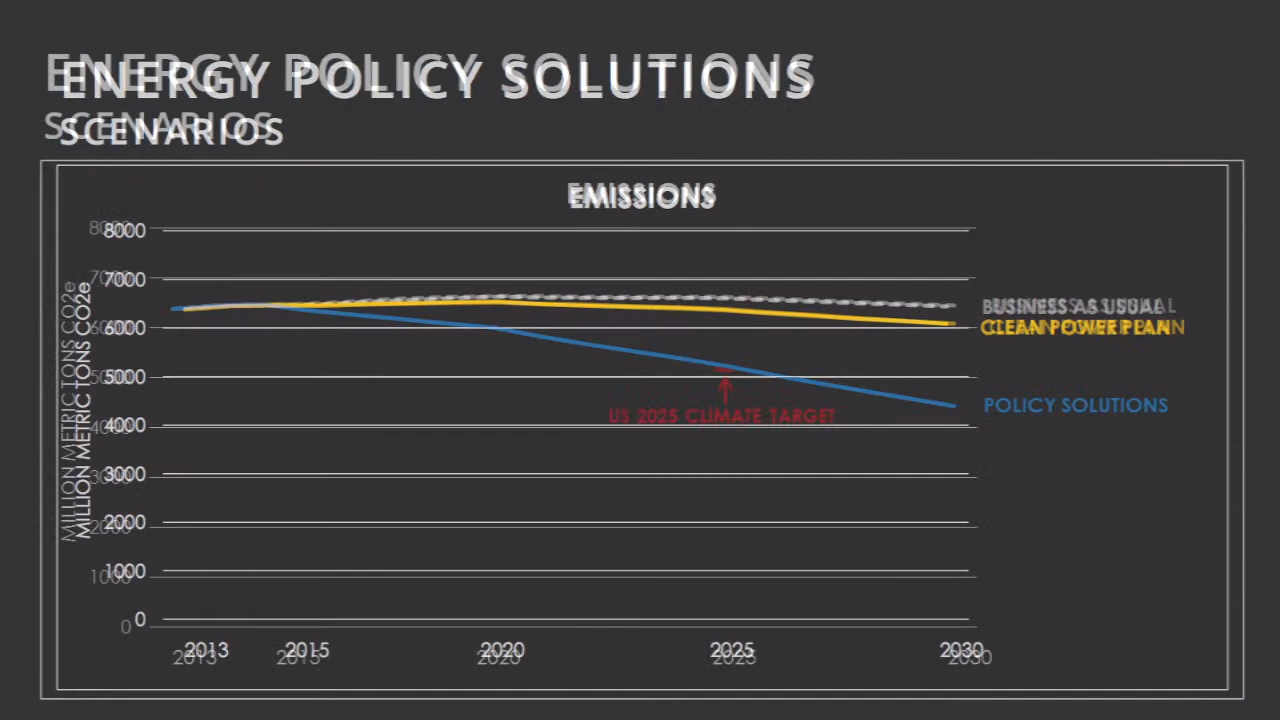 ENERGY POLICY SOLUTIONS
SCENARIOS
EMISSIONS
MILLION METRIC TONS CO2e
8000
7000
6000
5000
4000
3000
2000
1000
0
BUSINESS AS USUAL
CLEAN POWER PLAN
POLICY SOLUTIONS
US 2025 CLIMATE TARGET
2013 2015 2020 2025 2030